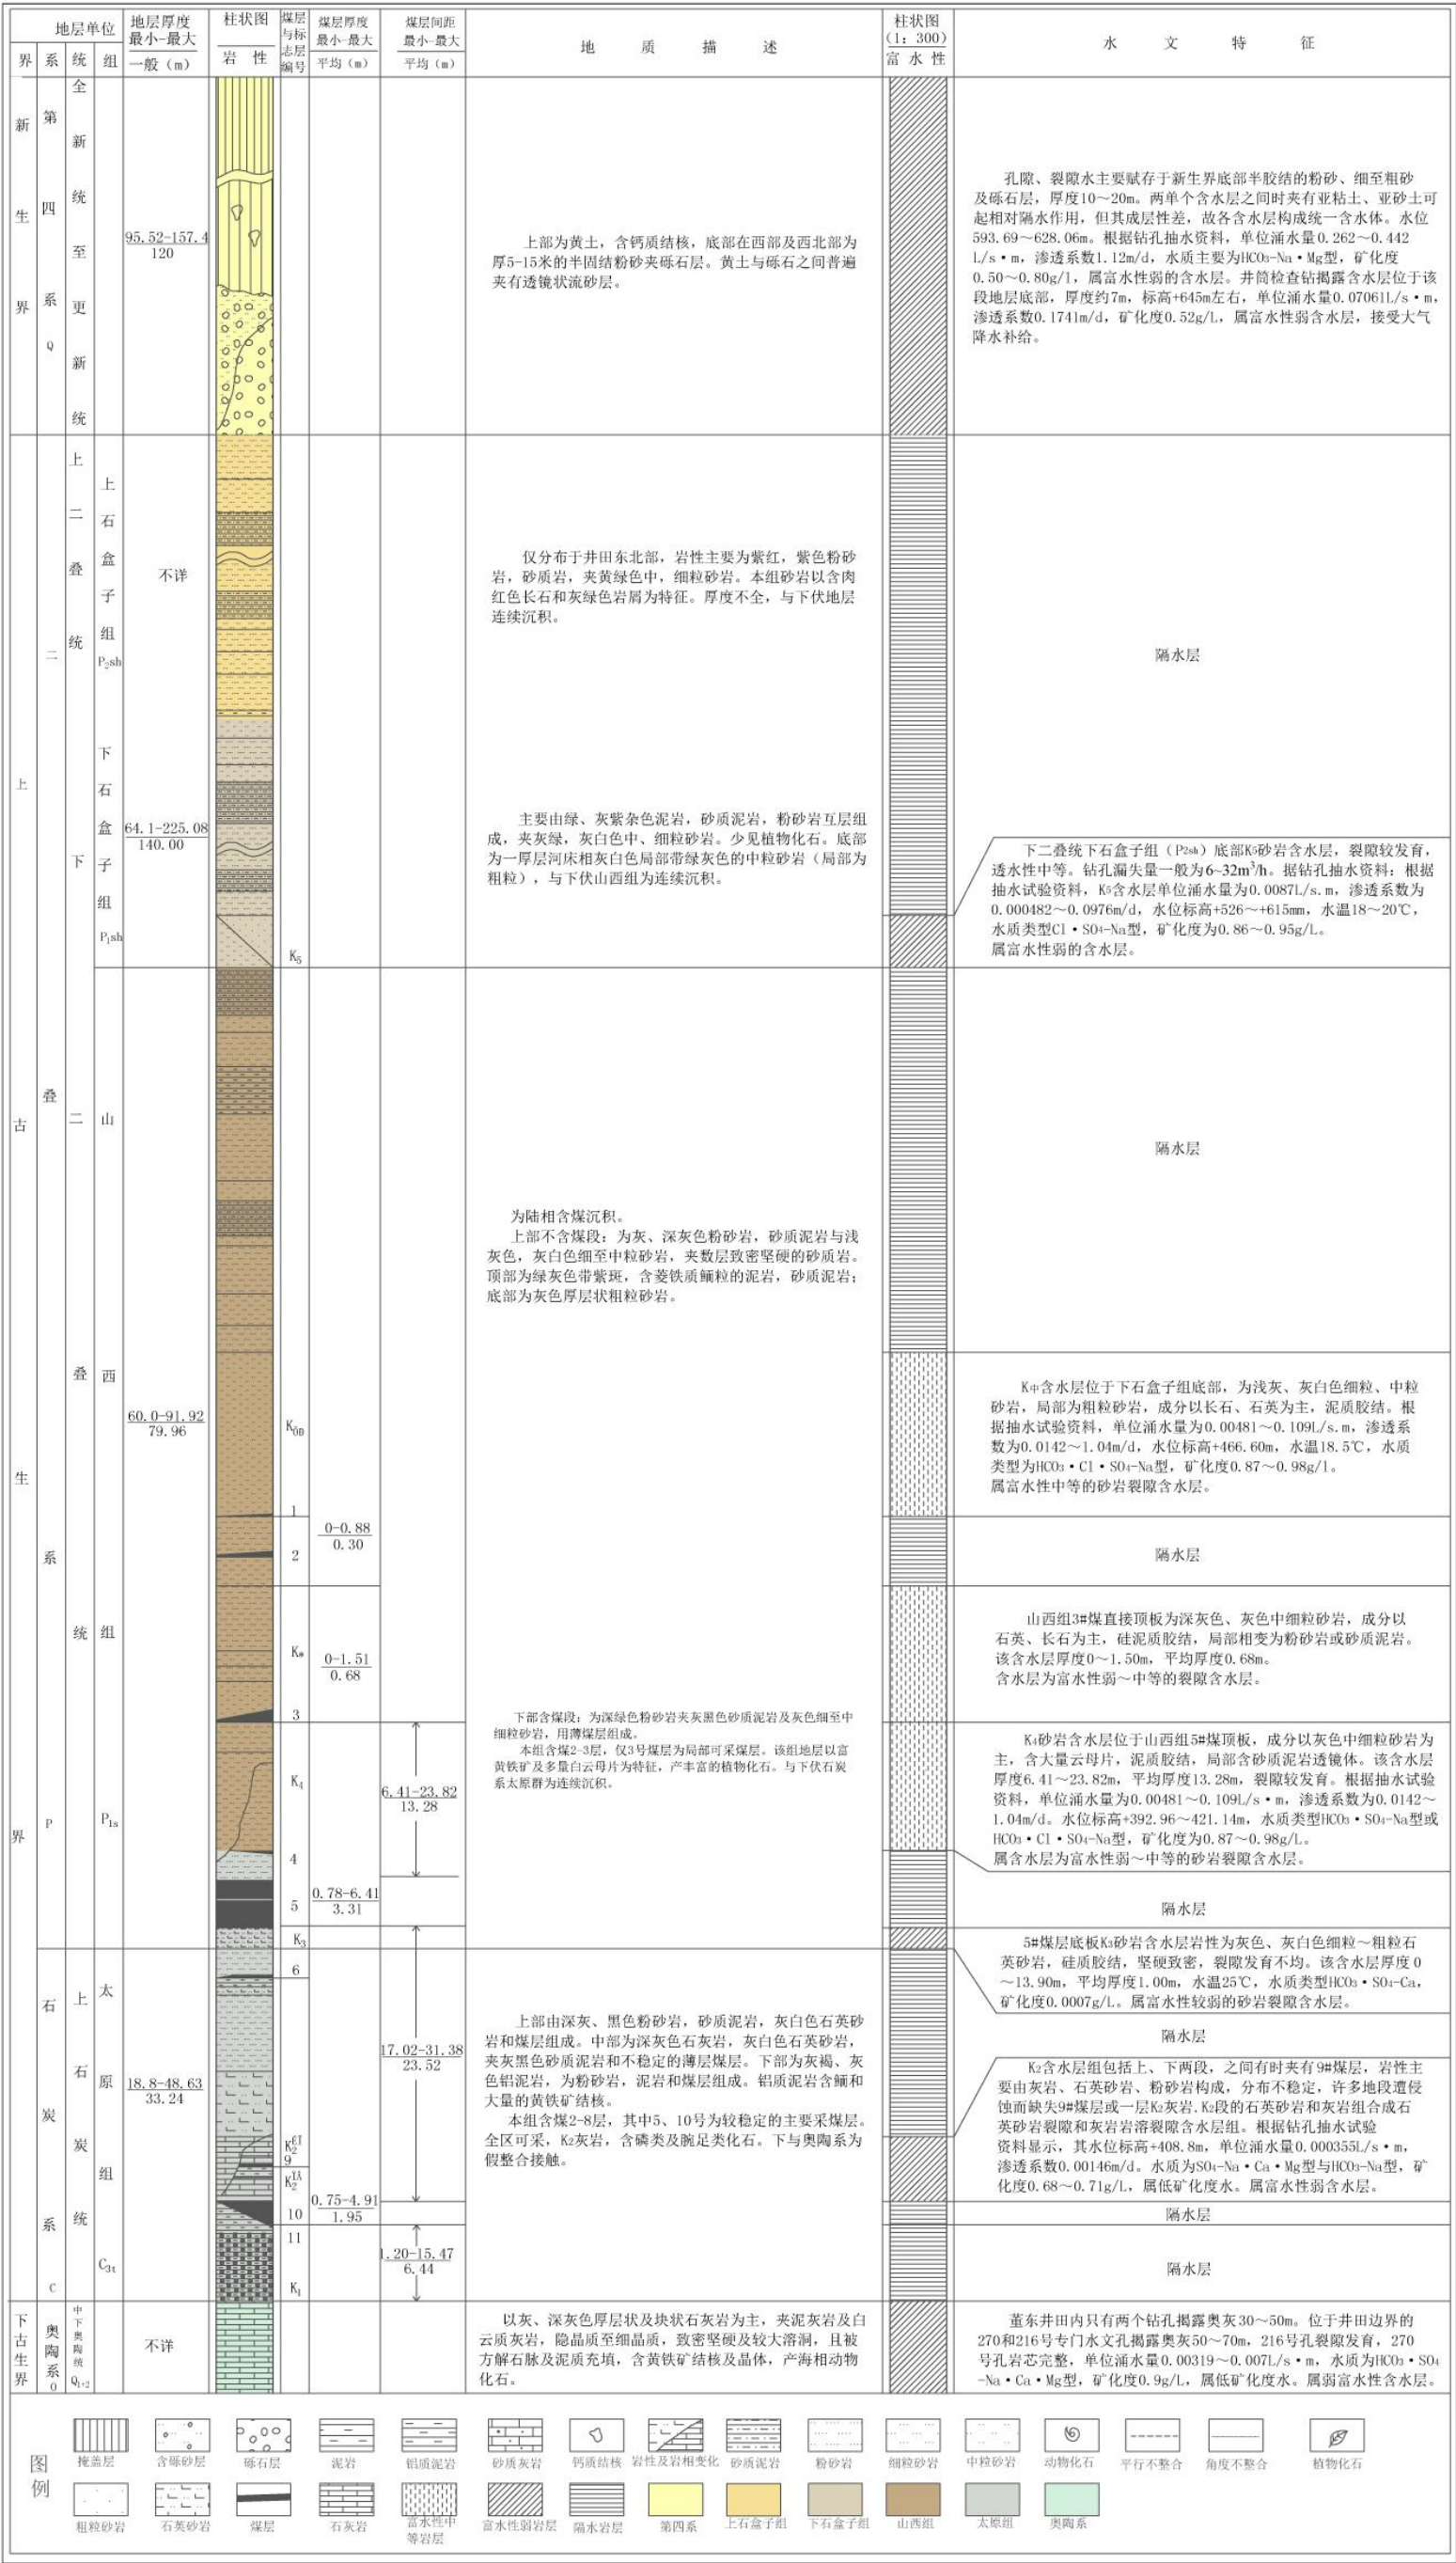 地层单位
界 系 统 组
地层厚度
最小-最大
一般（m）
柱状图
岩 性
煤层
与标
志层
编号
煤层厚度
最小-最大
平均（m）
煤层间距
最小-最大
平均（m）
地 质 描 述
柱状图
（1: 300）
富 水 性
水 文 特 征
新生界
第四系
Q
全新统至更新统
95.52-157.4
120
上部为黄土，含钙质结核，底部在西部及西北部为
厚5-15米的半固结粉砂夹砾石层。黄土与砾石之间普遍
夹有透镜状流砂层。
孔隙、裂隙水主要赋存于新生界底部半胶结的粉砂、细至粗砂
及砾石层，厚度10～20m。两单个含水层之间时夹有亚粘土、亚砂土可
起相对隔水作用，但其成层性差，故各含水层构成统一含水体。水位
593.69～628.06m。根据钻孔抽水资料，单位涌水量0.262～0.442
L/s·m，渗透系数1.12m/d，水质主要为HCO3-Na·Mg型，矿化度
0.50～0.80g/l，属富水性弱的含水层。井筒检查钻揭露含水层位于该
段地层底部，厚度约7m，标高+645m左右，单位涌水量0.07061L/s·m，
渗透系数0.1741m/d，矿化度0.52g/L，属富水性弱含水层，接受大气
降水补给。
上古生界
二叠系
P
上二叠统
上石盒子组
P2sh
不详
仅分布于井田东北部，岩性主要为紫红，紫色粉砂
岩，砂质岩，夹黄绿色中，细粒砂岩。本组砂岩以含肉
红色长石和灰绿色岩屑为特征。厚度不全，与下伏地层
连续沉积。
隔水层
下二叠统
下石盒子组
P1sh
64.1-225.08
140.00
K5
主要由绿、灰紫杂色泥岩，砂质泥岩，粉砂岩互层组
成，夹灰绿，灰白色中、细粒砂岩。少见植物化石。底部
为一厚层河床相灰白色局部带绿灰色的中粒砂岩（局部为
粗粒），与下伏山西组为连续沉积。
下二叠统下石盒子组（P2sh）底部K5砂岩含水层，裂隙较发育，
透水性中等。钻孔漏失量一般为6~32m³/h。据钻孔抽水资料：根据
抽水试验资料，K5含水层单位涌水量为0.0087L/s.m，渗透系数为
0.000482～0.0976m/d，水位标高+526～+615mm，水温18～20℃，
水质类型Cl·SO4-Na型，矿化度为0.86～0.95g/L。
属富水性弱的含水层。
山西组
P1s
60.0-91.92
79.96
隔水层
为陆相含煤沉积。
上部不含煤段：为灰、深灰色粉砂岩，砂质泥岩与浅
灰色，灰白色细至中粒砂岩，夹数层致密坚硬的砂质岩。
顶部为绿灰色带紫斑，含菱铁质鲕粒的泥岩，砂质泥岩；
底部为灰色厚层状粗粒砂岩。
K中含水层位于下石盒子组底部，为浅灰、灰白色细粒、中粒
砂岩，局部为粗粒砂岩，成分以长石、石英为主，泥质胶结。根
据抽水试验资料，单位涌水量为0.00481～0.109L/s.m，渗透系
数为0.0142～1.04m/d，水位标高+466.60m，水温18.5℃，水质
类型为HCO3·Cl·SO4-Na型，矿化度0.87～0.98g/l。
属富水性中等的砂岩裂隙含水层。
1
2
0-0.88
0.30
隔水层
K*
0-1.51
0.68
3
山西组3#煤直接顶板为深灰色、灰色中细粒砂岩，成分以
石英、长石为主，硅泥质胶结，局部相变为粉砂岩或砂质泥岩。
该含水层厚度0～1.50m，平均厚度0.68m。
含水层为富水性弱～中等的裂隙含水层。
下部含煤段：为深绿色粉砂岩夹灰黑色砂质泥岩及灰色细至中
细粒砂岩，用薄煤层组成。
本组含煤2-3层，仅3号煤层为局部可采煤层。该组地层以富
黄铁矿及多量白云母片为特征，产丰富的植物化石。与下伏石炭
系太原群为连续沉积。
K4
6.41-23.82
13.28
4
K4砂岩含水层位于山西组5#煤顶板，成分以灰色中细粒砂岩为
主，含大量云母片，泥质胶结，局部含砂质泥岩透镜体。该含水层
厚度6.41～23.82m，平均厚度13.28m，裂隙较发育。根据抽水试验
资料，单位涌水量为0.00481～0.109L/s·m，渗透系数为0.0142～
1.04m/d。水位标高+392.96～421.14m，水质类型HCO3·SO4-Na型或
HCO3·Cl·SO4-Na型，矿化度为0.87～0.98g/L。
属含水层为富水性弱～中等的砂岩裂隙含水层。
5
0.78-6.41
3.31
隔水层
K3
5#煤层底板K3砂岩含水层岩性为灰色、灰白色细粒～粗粒石
英砂岩，硅质胶结，坚硬致密，裂隙发育不均。该含水层厚度0
～13.90m，平均厚度1.00m，水温25℃，水质类型HCO3·SO4-Ca，
矿化度0.0007g/L。属富水性较弱的砂岩裂隙含水层。
石炭系
C
上石炭统
太原组
C3t
18.8-48.63
33.24
6
17.02-31.38
23.52
隔水层
上部由深灰、黑色粉砂岩，砂质泥岩，灰白色石英砂
岩和煤层组成。中部为深灰色石灰岩，灰白色石英砂岩，
夹灰黑色砂质泥岩和不稳定的薄层煤层。下部为灰褐、灰
色铝泥岩，为粉砂岩，泥岩和煤层组成。铝质泥岩含鲕和
大量的黄铁矿结核。
本组含煤2-8层，其中5、10号为较稳定的主要采煤层。
全区可采，K2灰岩，含磷类及腕足类化石。下与奥陶系为
假整合接触。
K2含水层组包括上、下两段，之间有时夹有9#煤层，岩性主
要由灰岩、石英砂岩、粉砂岩构成，分布不稳定，许多地段遭侵
蚀而缺失9#煤层或一层K2灰岩.K2段的石英砂岩和灰岩组合成石
英砂岩裂隙和灰岩岩溶裂隙含水层组。根据钻孔抽水试验
资料显示，其水位标高+408.8m，单位涌水量0.000355L/s·m，
渗透系数0.00146m/d。水质为SO4-Na·Ca·Mg型与HCO3-Na型，矿
化度0.68～0.71g/L，属低矿化度水。属富水性弱含水层。
9
10
0.75-4.91
1.95
隔水层
11
K1
1.20-15.47
6.44
隔水层
下古生界
奥陶系
O
中下奥陶统
Q1+2
不详
以灰、深灰色厚层状及块状石灰岩为主，夹泥灰岩及白
云质灰岩，隐晶质至细晶质，致密坚硬及较大溶洞，且被
方解石脉及泥质充填，含黄铁矿结核及晶体，产海相动物
化石。
董东井田内只有两个钻孔揭露奥灰30～50m。位于井田边界的
270和216号专门水文孔揭露奥灰50～70m，216号孔裂隙发育，270
号孔岩芯完整，单位涌水量0.00319～0.007L/s·m，水质为HCO3·SO4
-Na·Ca·Mg型，矿化度0.9g/L，属低矿化度水。属弱富水性含水层。
图例
掩盖层 含砾砂层 砾石层 泥岩 铝质泥岩 砂质灰岩 钙质结核 岩性及岩相变化 砂质泥岩 粉砂岩 细粒砂岩 中粒砂岩 动物化石 平行不整合 角度不整合 植物化石
粗粒砂岩 石英砂岩 煤层 石灰岩 富水性中等岩层 富水性弱岩层 隔水岩层 第四系 上石盒子组 下石盒子组 山西组 太原组 奥陶系